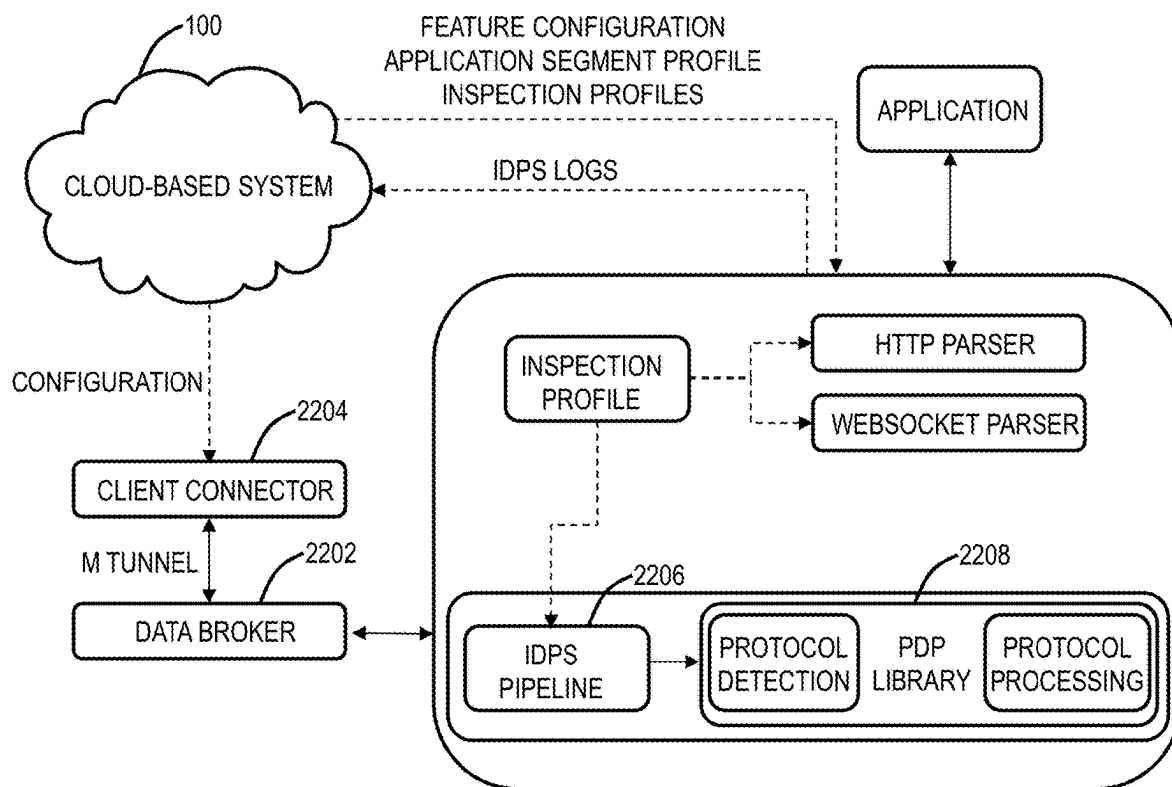 100
FEATURE CONFIGURATION
APPLICATION SEGMENT PROFILE
INSPECTION PROFILES
APPLICATION
CLOUD-BASED SYSTEM
IDPS LOGS
CONFIGURATION
INSPECTION
PROFILE
HTTP PARSER
WEBSOCKET PARSER
2204
CLIENT CONNECTOR
M TUNNEL
2202
DATA BROKER
2206
IDPS
PIPELINE
2208
PROTOCOL
DETECTION
PDP
LIBRARY
PROTOCOL
PROCESSING